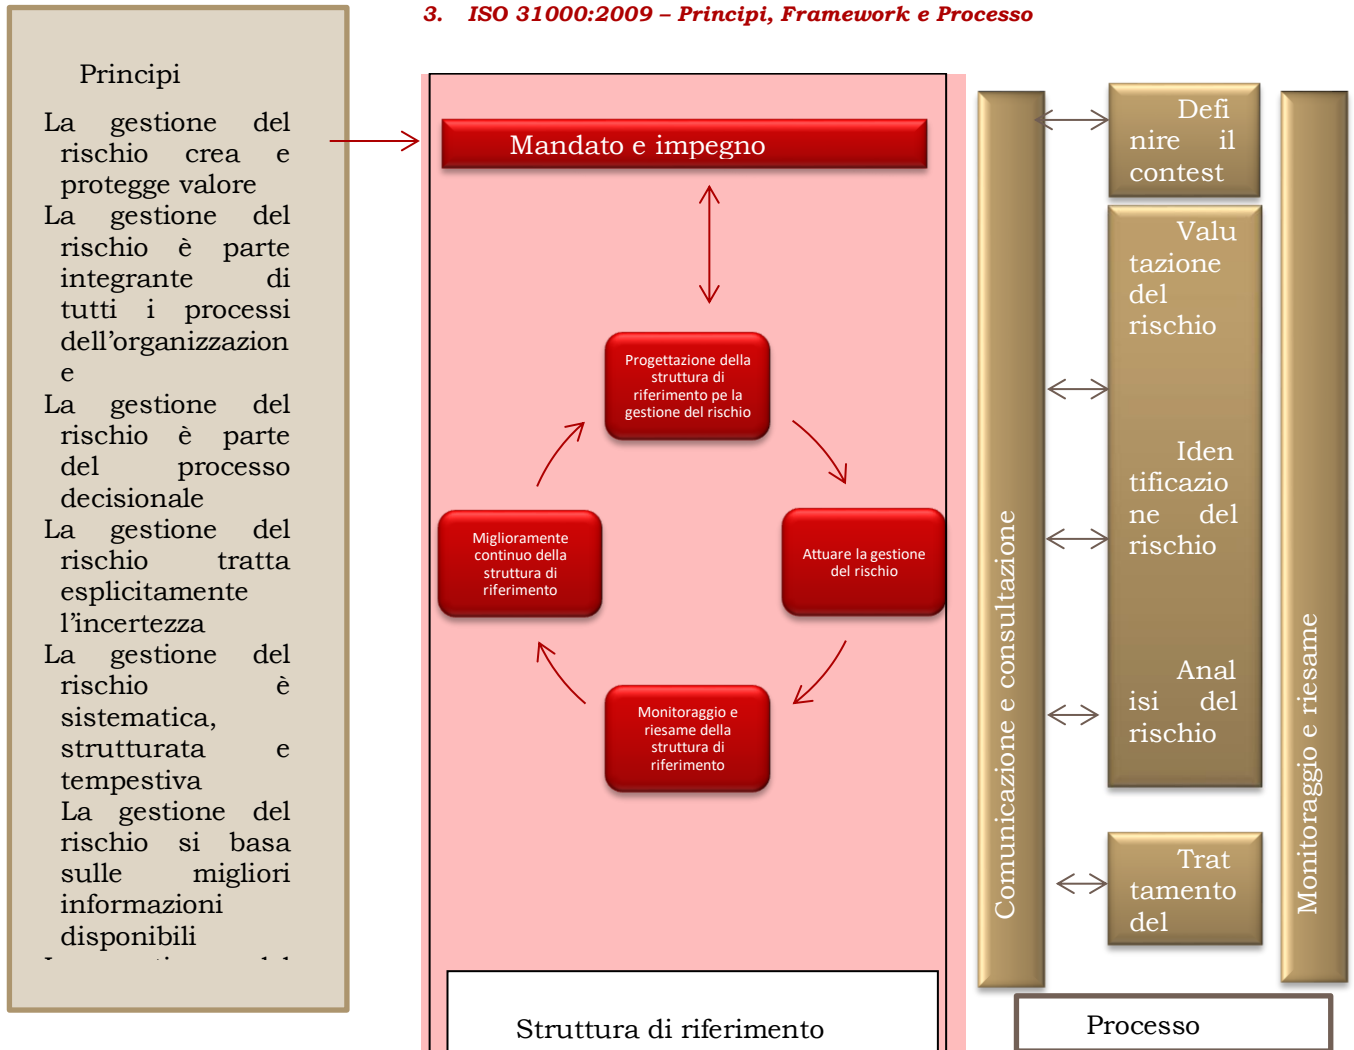 3. ISO 31000:2009 – Principi, Framework e Processo
Principi
La gestione del
rischio crea e
protegge valore
La gestione del
rischio è parte
integrante di
tutti i processi
dell’organizzazion
e
La gestione del
rischio è parte
del processo
decisionale
La gestione del
rischio tratta
esplicitamente
l’incertezza
La gestione del
rischio è
sistematica,
strutturata e
tempestiva
La gestione del
rischio si basa
sulle migliori
informazioni
disponibili
Mandato e impegno
Progettazione della
struttura di
riferimento pe la
gestione del rischio
Attuare la gestione
del rischio
Monitoraggio e
riesame della
struttura di
riferimento
Miglioramente
continuo della
struttura di
riferimento
Struttura di riferimento
Comunicazione e consultazione
Defi
nire il
contest
Valu
tazione
del
rischio
Iden
tificazio
ne del
rischio
Anal
isi del
rischio
Trat
tamento
del
Monitoraggio e riesame
Processo